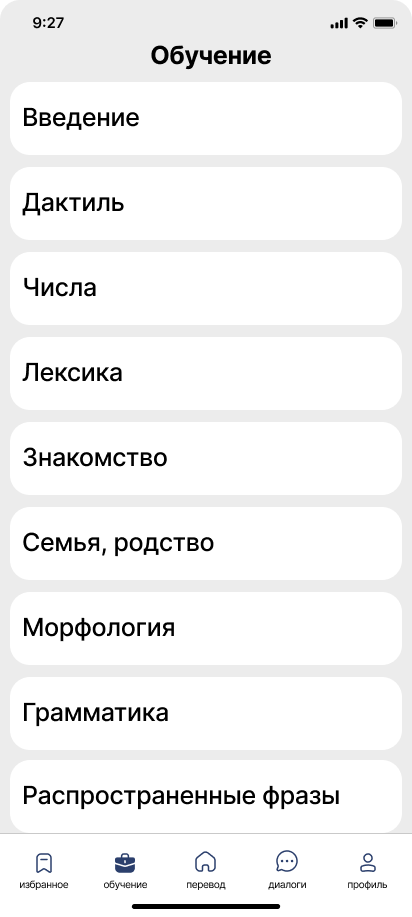 9:27
Обучение
Введение
Дактиль
Числа
Лексика
Знакомство
Семья, родство
Морфология
Грамматика
Распространенные фразы
избранное обучение перевод диалоги профиль